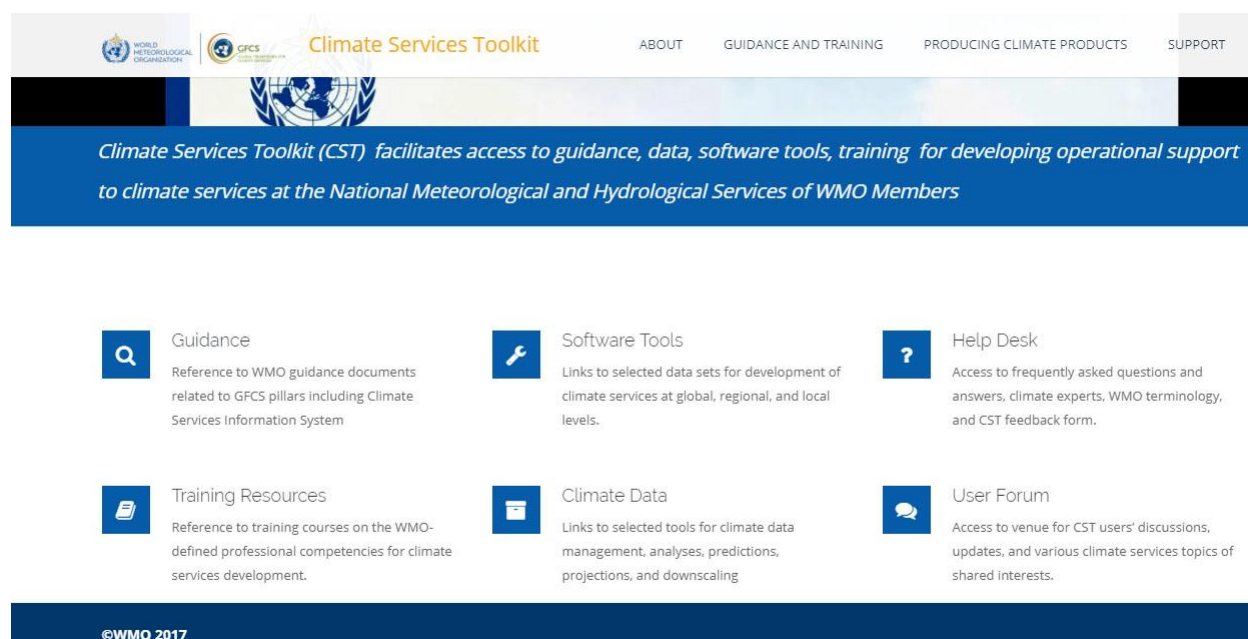 WORLD
METEOROLOGICAL
ORGANIZATION
GFCS
Climate Services Toolkit
ABOUT
GUIDANCE AND TRAINING
PRODUCING CLIMATE PRODUCTS
SUPPORT
Climate Services Toolkit (CST) facilitates access to guidance, data, software tools, training for developing operational support
to climate services at the National Meteorological and Hydrological Services of WMO Members
Guidance
Reference to WMO guidance documents
related to GFCS pillars including Climate
Services Information System
Software Tools
Links to selected data sets for development of
climate services at global, regional, and local
levels.
Help Desk
Access to frequently asked questions and
answers, climate experts, WMO terminology,
and CST feedback form.
Training Resources
Reference to training courses on the WMO-
defined professional competencies for climate
services development.
Climate Data
Links to selected tools for climate data
management, analyses, predictions,
projections, and downscaling
User Forum
Access to venue for CST users' discussions,
updates, and various climate services topics of
shared interests.
©WMO 2017